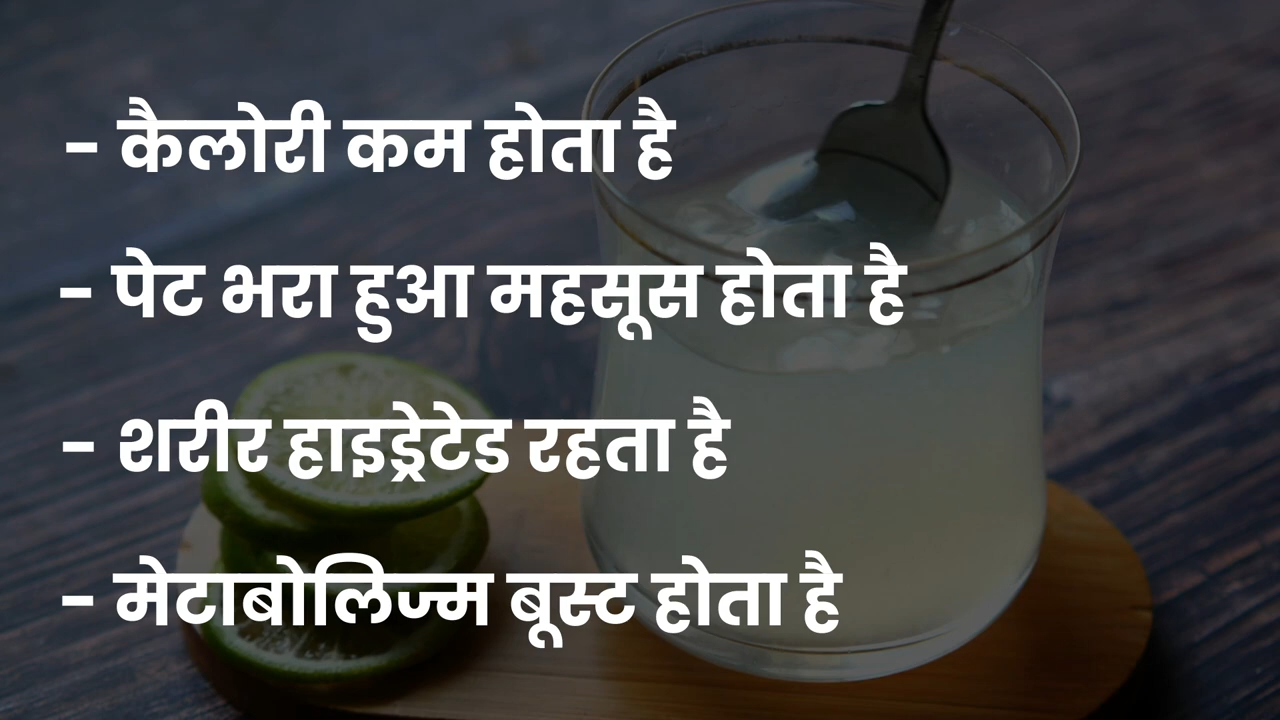 - कैलोरी कम होता है
- पेट भरा हुआ महसूस होता है
- शरीर हाइड्रेटेड रहता है
- मेटाबोलिज्म बूस्ट होता है